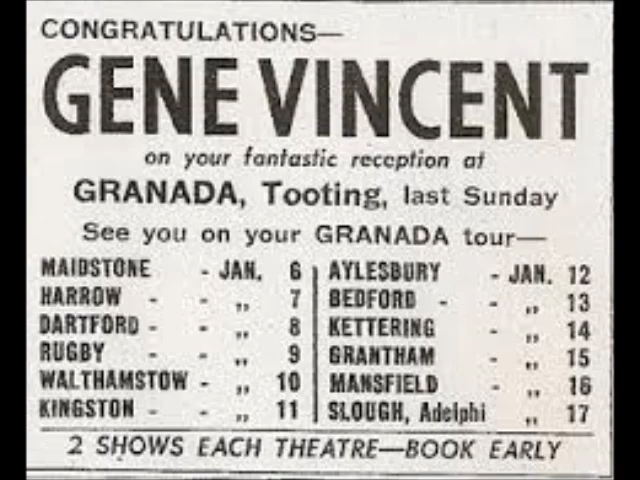 CONGRATULATIONS—
GENE VINCENT
on your fantastic reception at
GRANADA, Tooting, last Sunday
See you on your GRANADA tour—
MAIDSTONE - JAN. 6
HARROW - - „ 7
DARTFORD - „ 8
RUGBY - „ 9
WALTHAMSTOW - „ 10
KINGSTON - „ 11
AYLESBURY - JAN. 12
BEDFORD - „ 13
KETTERING „ 14
GRANTHAM - „ 15
MANSFIELD - „ 16
SLOUGH, Adelphi „ 17
2 SHOWS EACH THEATRE—BOOK EARLY